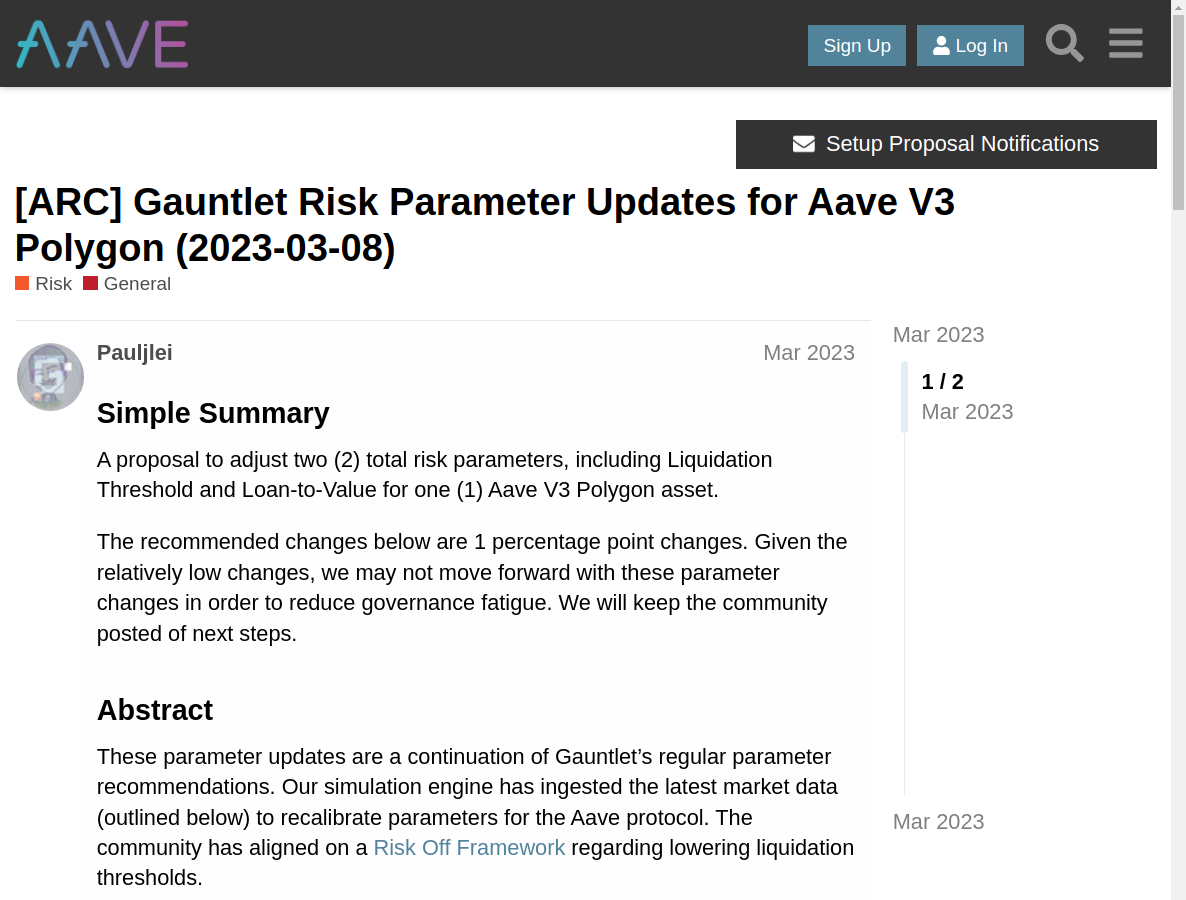 AAVE
Sign Up
Log In
Setup Proposal Notifications
[ARC] Gauntlet Risk Parameter Updates for Aave V3
Polygon (2023-03-08)
Risk General
Pauljlei
Mar 2023
Simple Summary
A proposal to adjust two (2) total risk parameters, including Liquidation
Threshold and Loan-to-Value for one (1) Aave V3 Polygon asset.
The recommended changes below are 1 percentage point changes. Given the
relatively low changes, we may not move forward with these parameter
changes in order to reduce governance fatigue. We will keep the community
posted of next steps.
Abstract
These parameter updates are a continuation of Gauntlet’s regular parameter
recommendations. Our simulation engine has ingested the latest market data
(outlined below) to recalibrate parameters for the Aave protocol. The
community has aligned on a Risk Off Framework regarding lowering liquidation
thresholds.
Mar 2023
1 / 2
Mar 2023
Mar 2023